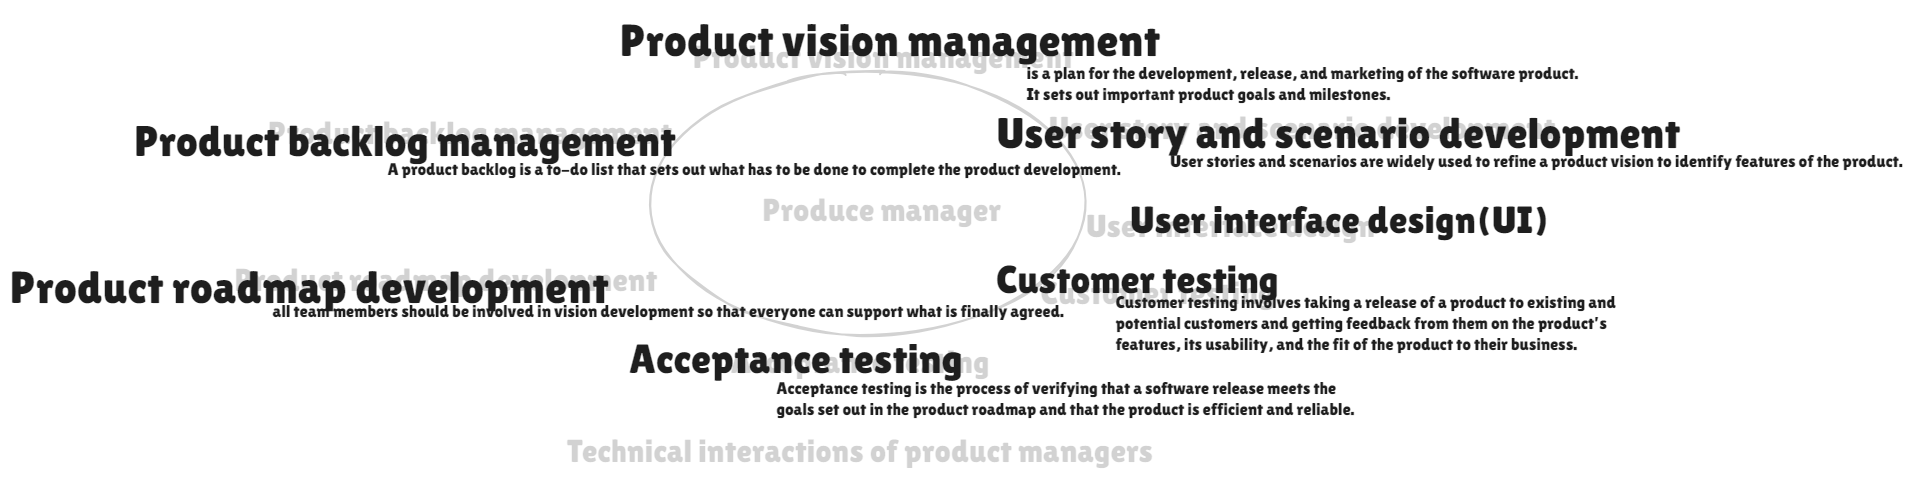 Product vision management
Product vision management
is a plan for the development, release, and marketing of the software product.
It sets out important product goals and milestones.
Product backlog management
Product backlog management
A product backlog is a to-do list that sets out what has to be done to complete the product development.
User story and scenario development
User story and scenario development
User stories and scenarios are widely used to refine a product vision to identify features of the product.
Produce manager
User interface design(UI)
User interface design
Product roadmap development
Product roadmap development
all team members should be involved in vision development so that everyone can support what is finally agreed.
Customer testing
Customer testing
Customer testing involves taking a release of a product to existing and
potential customers and getting feedback from them on the product's
features, its usability, and the fit of the product to their business.
Acceptance testing
Acceptance testing
Acceptance testing is the process of verifying that a software release meets the
goals set out in the product roadmap and that the product is efficient and reliable.
Technical interactions of product managers